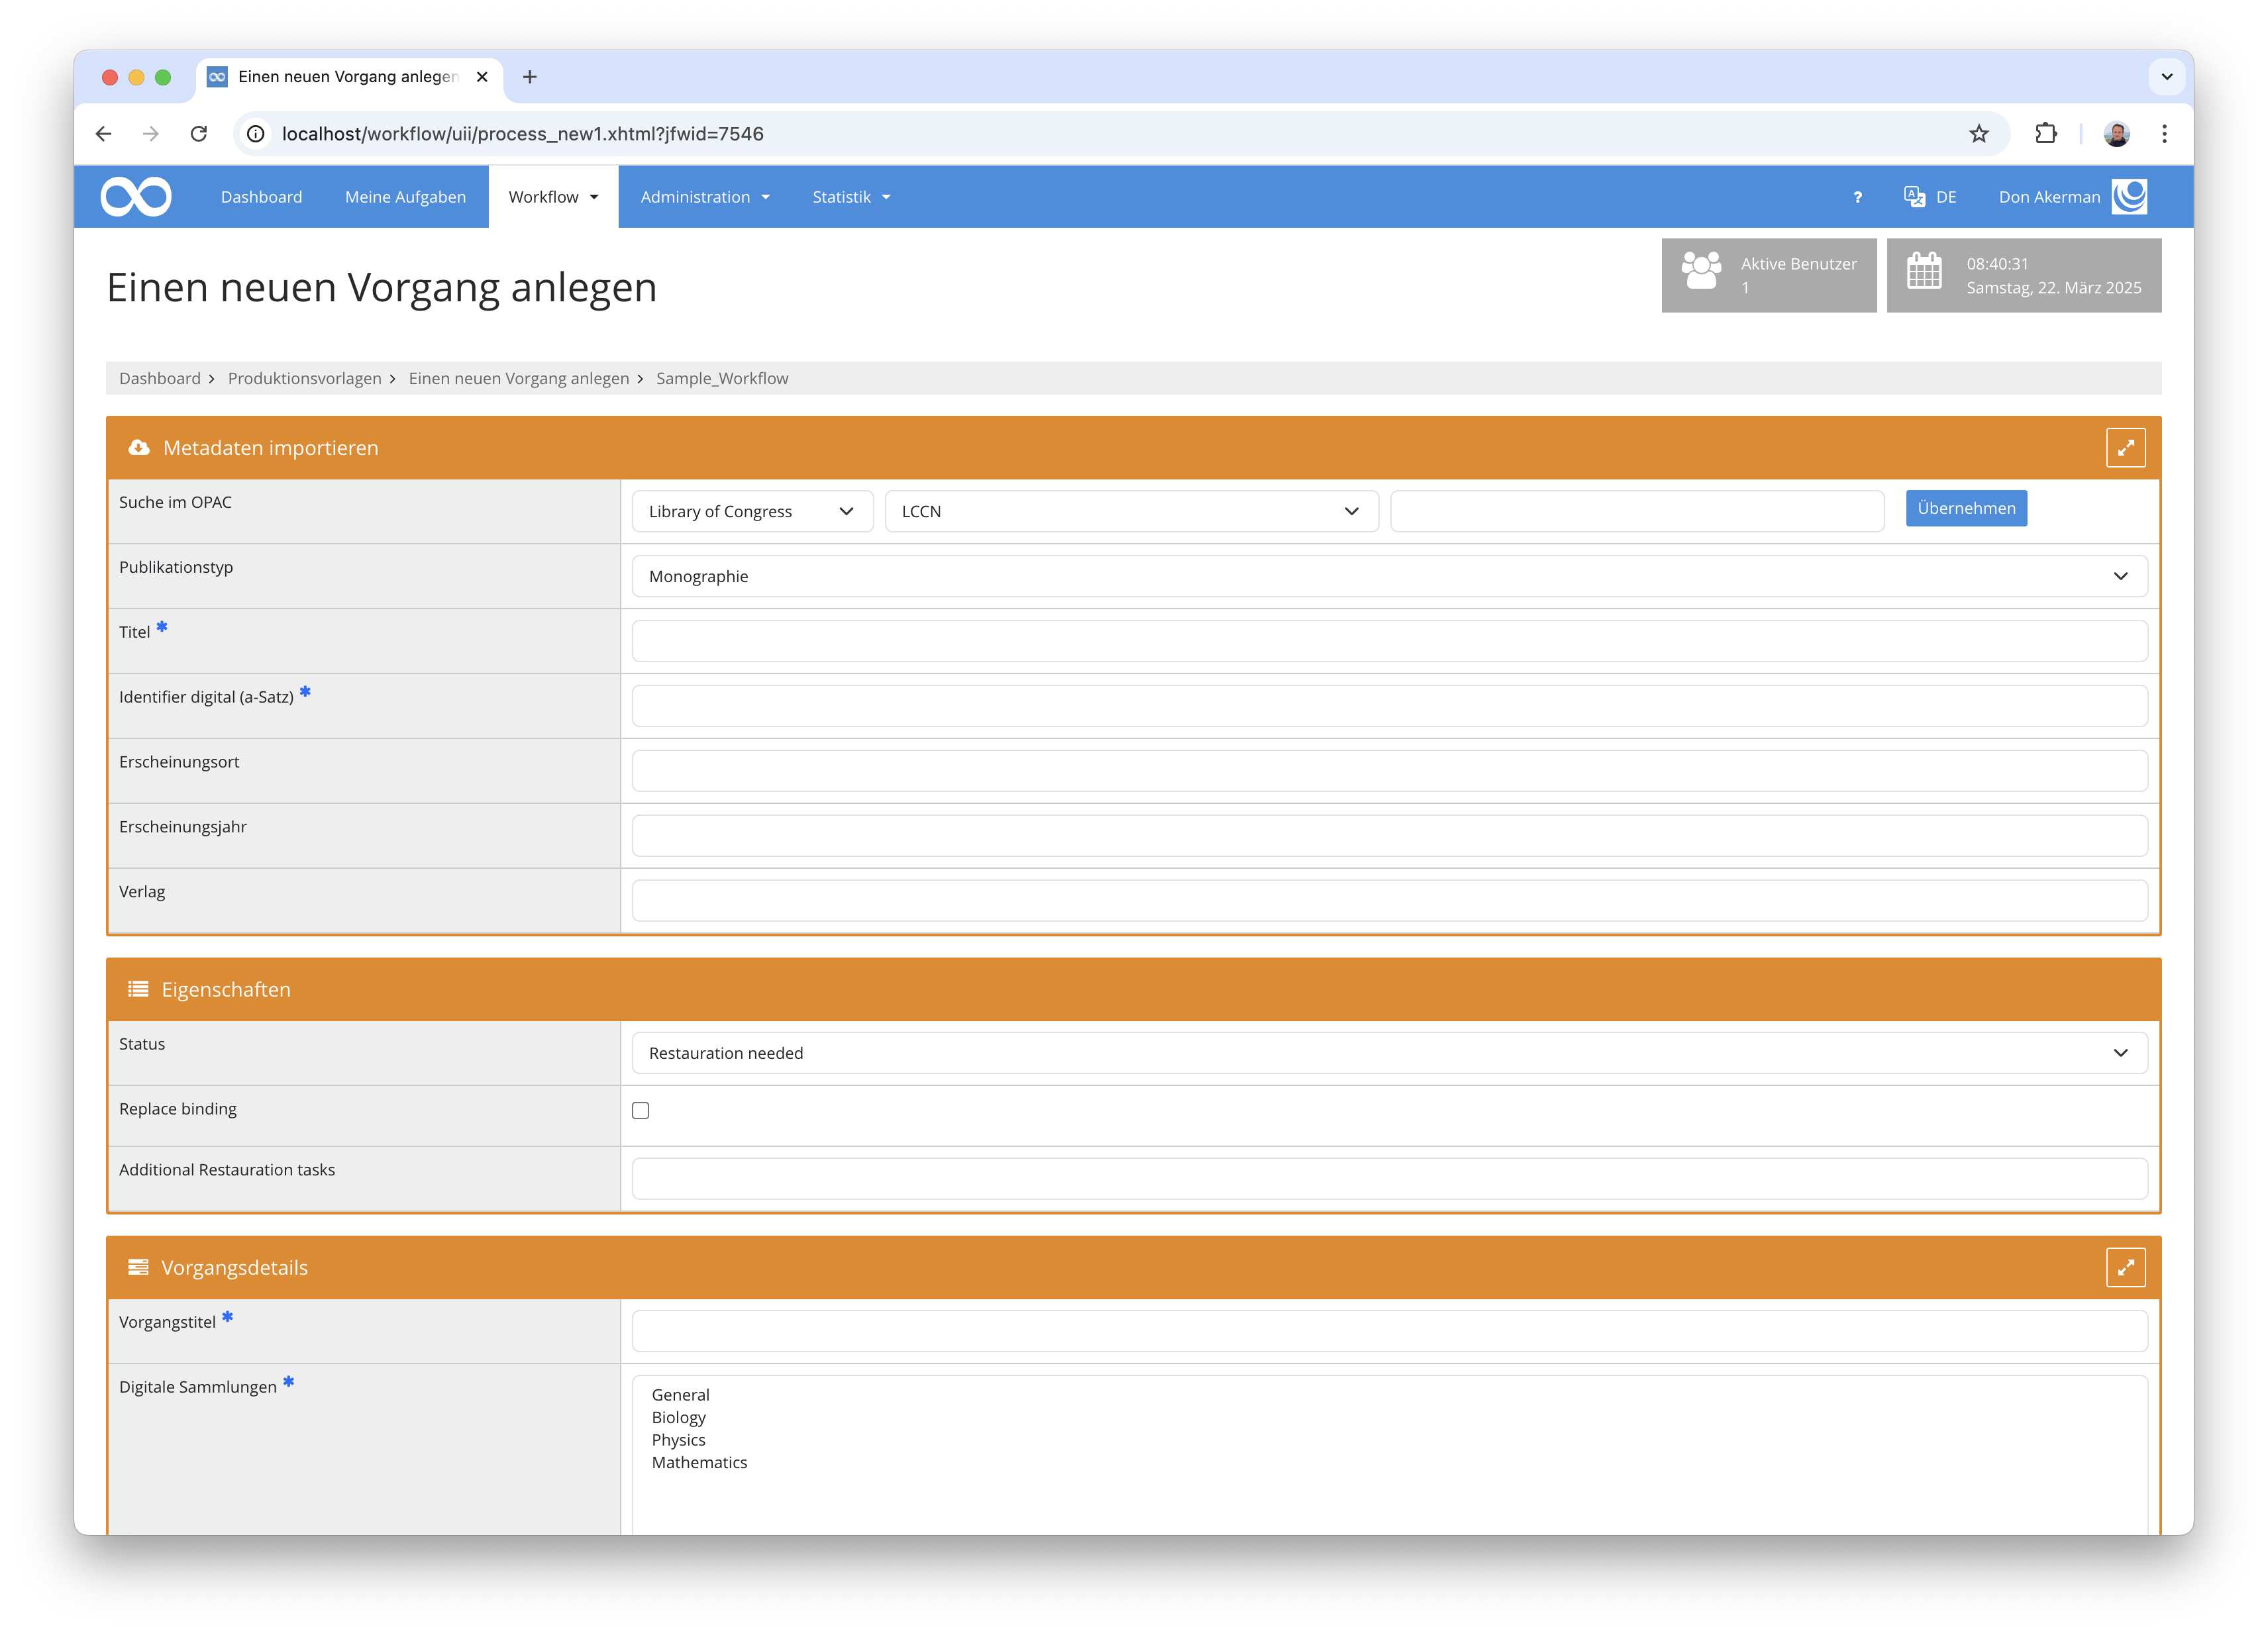 Einen neuen Vorgang anlegen
localhost/workflow/uii/process_new1.xhtml?jfwid=7546
Dashboard Meine Aufgaben Workflow Administration Statistik ? DE Don Akerman
Einen neuen Vorgang anlegen
Aktive Benutzer
1
08:40:31
Samstag, 22. März 2025
Dashboard > Produktionsvorlagen > Einen neuen Vorgang anlegen > Sample_Workflow
Metadaten importieren
Suche im OPAC Library of Congress LCCN Übernehmen
Publikationstyp Monographie
Titel *
Identifier digital (a-Satz) *
Erscheinungsort
Erscheinungsjahr
Verlag
Eigenschaften
Status Restauration needed
Replace binding
Additional Restauration tasks
Vorgangsdetails
Vorgangstitel *
Digitale Sammlungen *
General
Biology
Physics
Mathematics